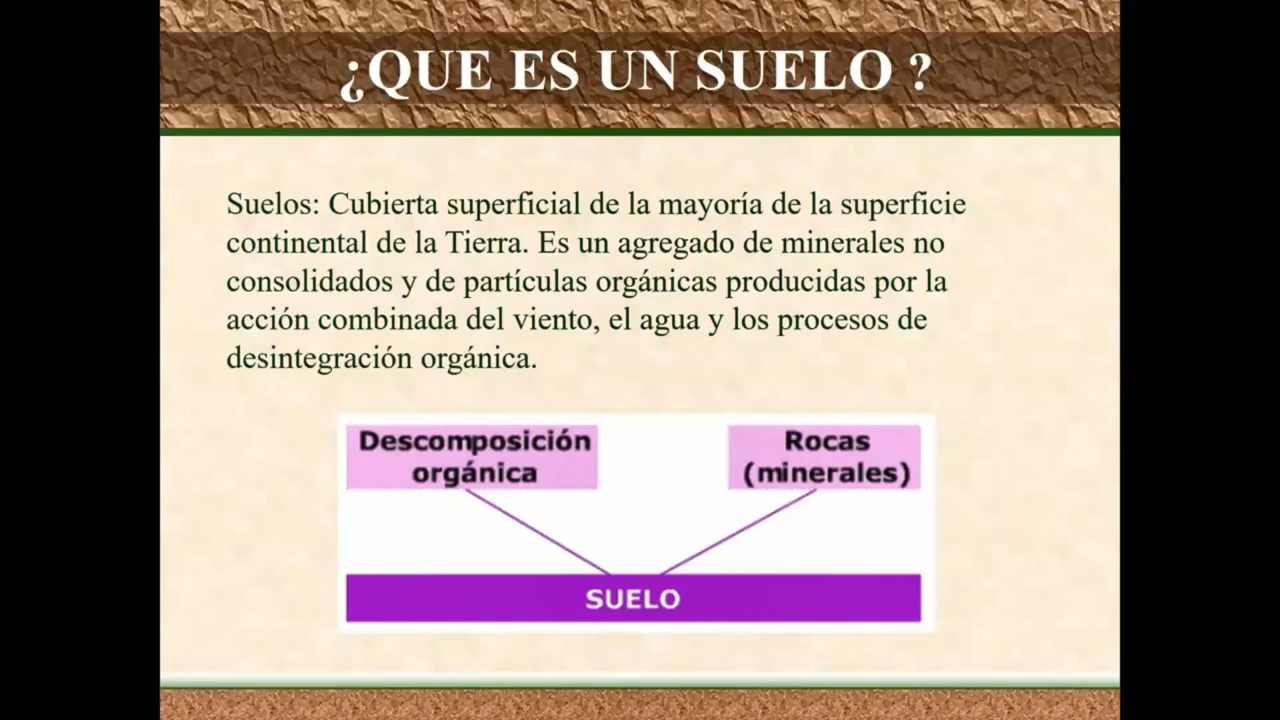 ¿QUE ES UN SUELO ?
Suelos: Cubierta superficial de la mayoría de la superficie
continental de la Tierra. Es un agregado de minerales no
consolidados y de partículas orgánicas producidas por la
acción combinada del viento, el agua y los procesos de
desintegración orgánica.
Descomposición
orgánica
Rocas
(minerales)
SUELO